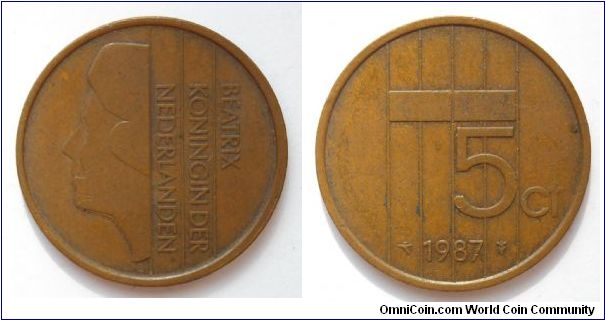 BEATRIX
KONINGIN DER
NEDERLANDEN
5 CT
1987
OmniCoin.com World Coin Community